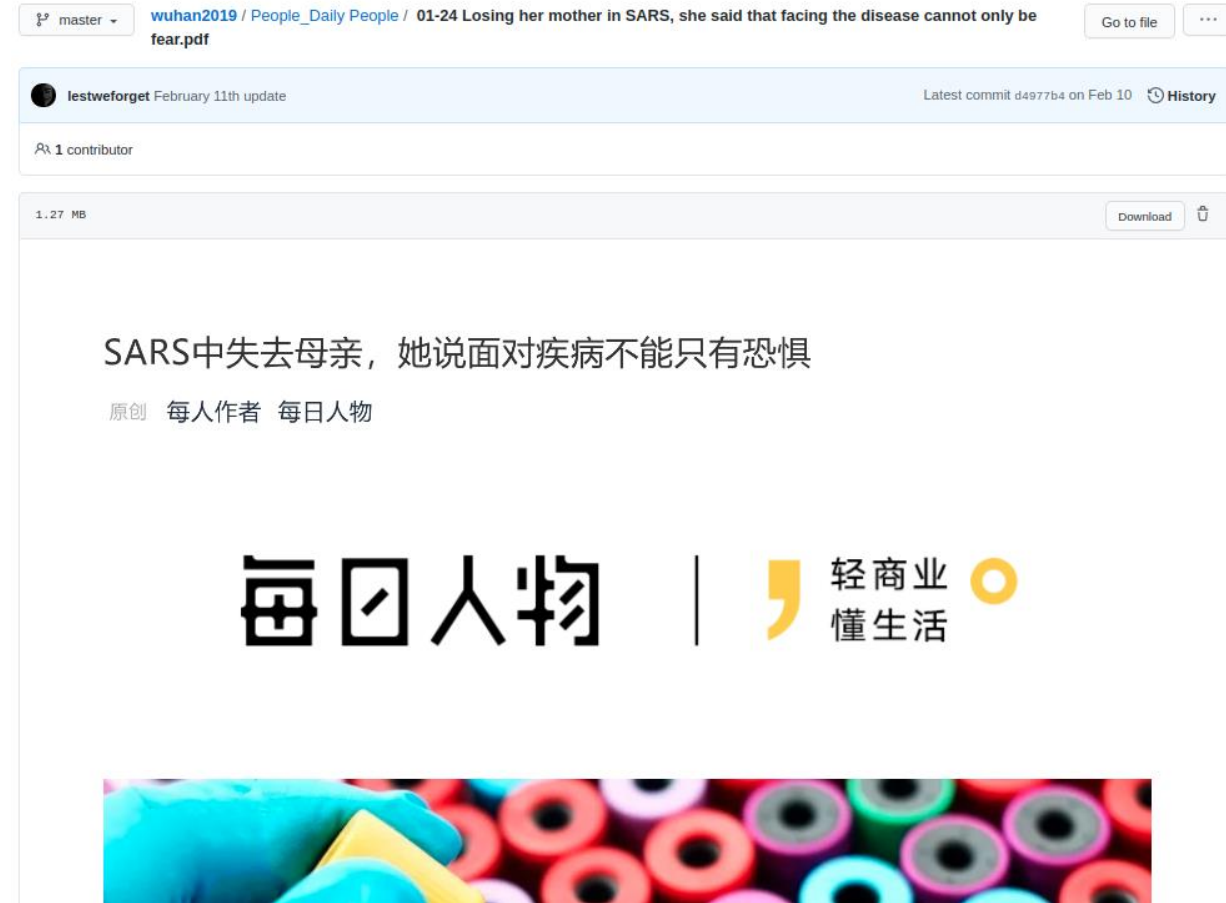 master
wuhan2019 / People_Daily People / 01-24 Losing her mother in SARS, she said that facing the disease cannot only be
fear.pdf
Go to file
...
lestweforget February 11th update
Latest commit d4977b4 on Feb 10
History
1 contributor
1.27 MB
Download
SARS中失去母亲，她说面对疾病不能只有恐惧
原创 每人作者 每日人物
每日人物
轻商业
懂生活